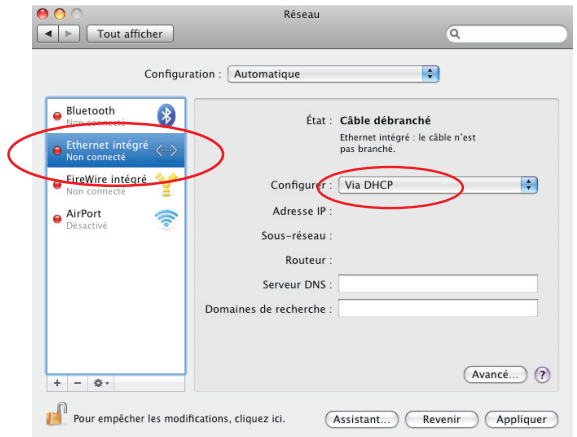 Réseau
Tout afficher
Configuration : Automatique
Bluetooth
Non connecté
Ethernet intégré
Non connecté
FireWire intégré
Non connecté
AirPort
Désactivé
État : Câble débranché
Ethernet intégré : le câble n'est
pas branché.
Configurer : Via DHCP
Adresse IP :
Sous-réseau :
Routeur :
Serveur DNS :
Domaines de recherche :
Avancé... ?
Pour empêcher les modifications, cliquez ici.
Assistant... Revenir Appliquer